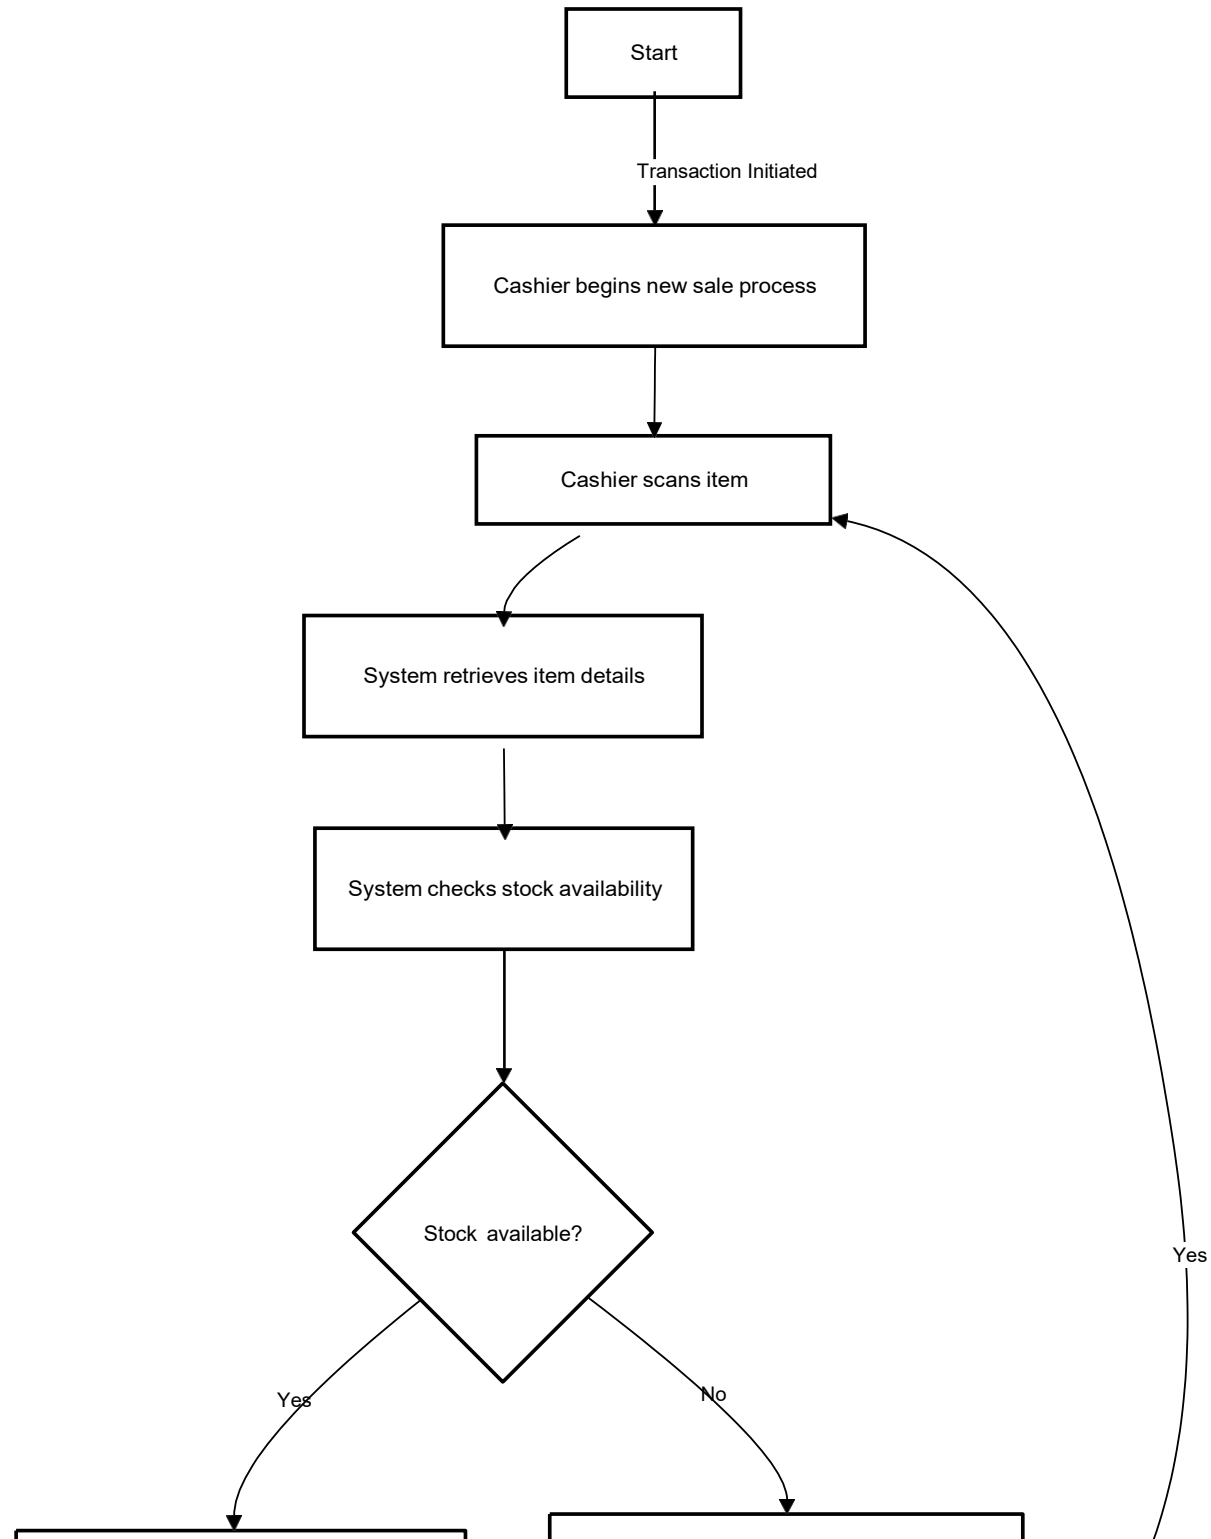 Start
Transaction Initiated
Cashier begins new sale process
Cashier scans item
System retrieves item details
System checks stock availability
Stock available?
Yes
Yes
No